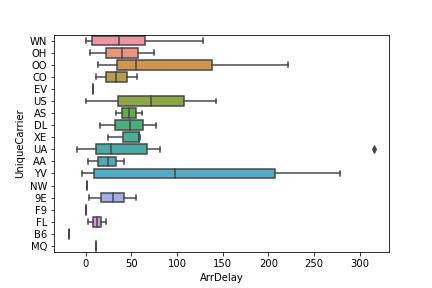 WN
OH
OO
CO
EV
US
AS
DL
XE
UA
AA
YV
NW
9E
F9
FL
B6
MQ
UniqueCarrier
0 50 100 150 200 250 300
ArrDelay